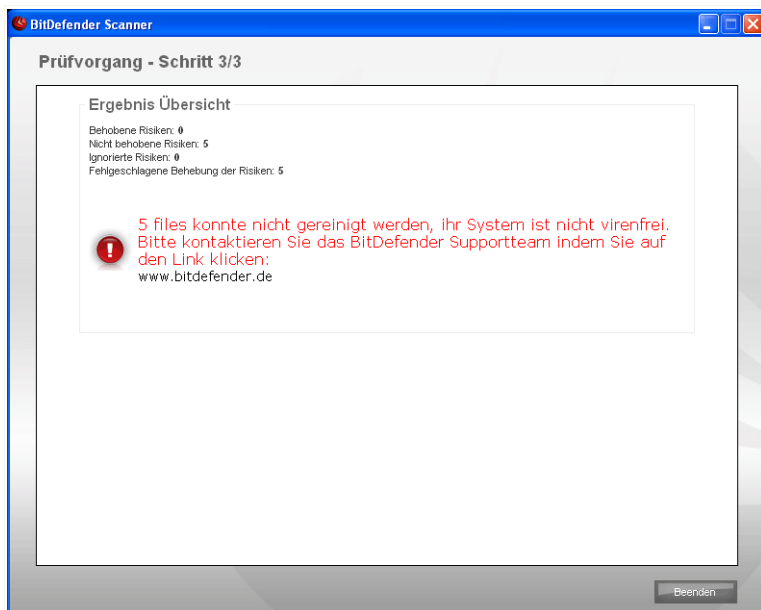 BitDefender Scanner
Prüfvorgang - Schritt 3/3
Ergebnis Übersicht
Behobene Risiken: 0
Nicht behobene Risiken: 5
Ignorierte Risiken: 0
Fehlgeschlagene Behebung der Risiken: 5
5 files konnte nicht gereinigt werden, ihr System ist nicht virenfrei.
Bitte kontaktieren Sie das BitDefender Supportteam indem Sie auf
den Link klicken:
www.bitdefender.de
Beenden